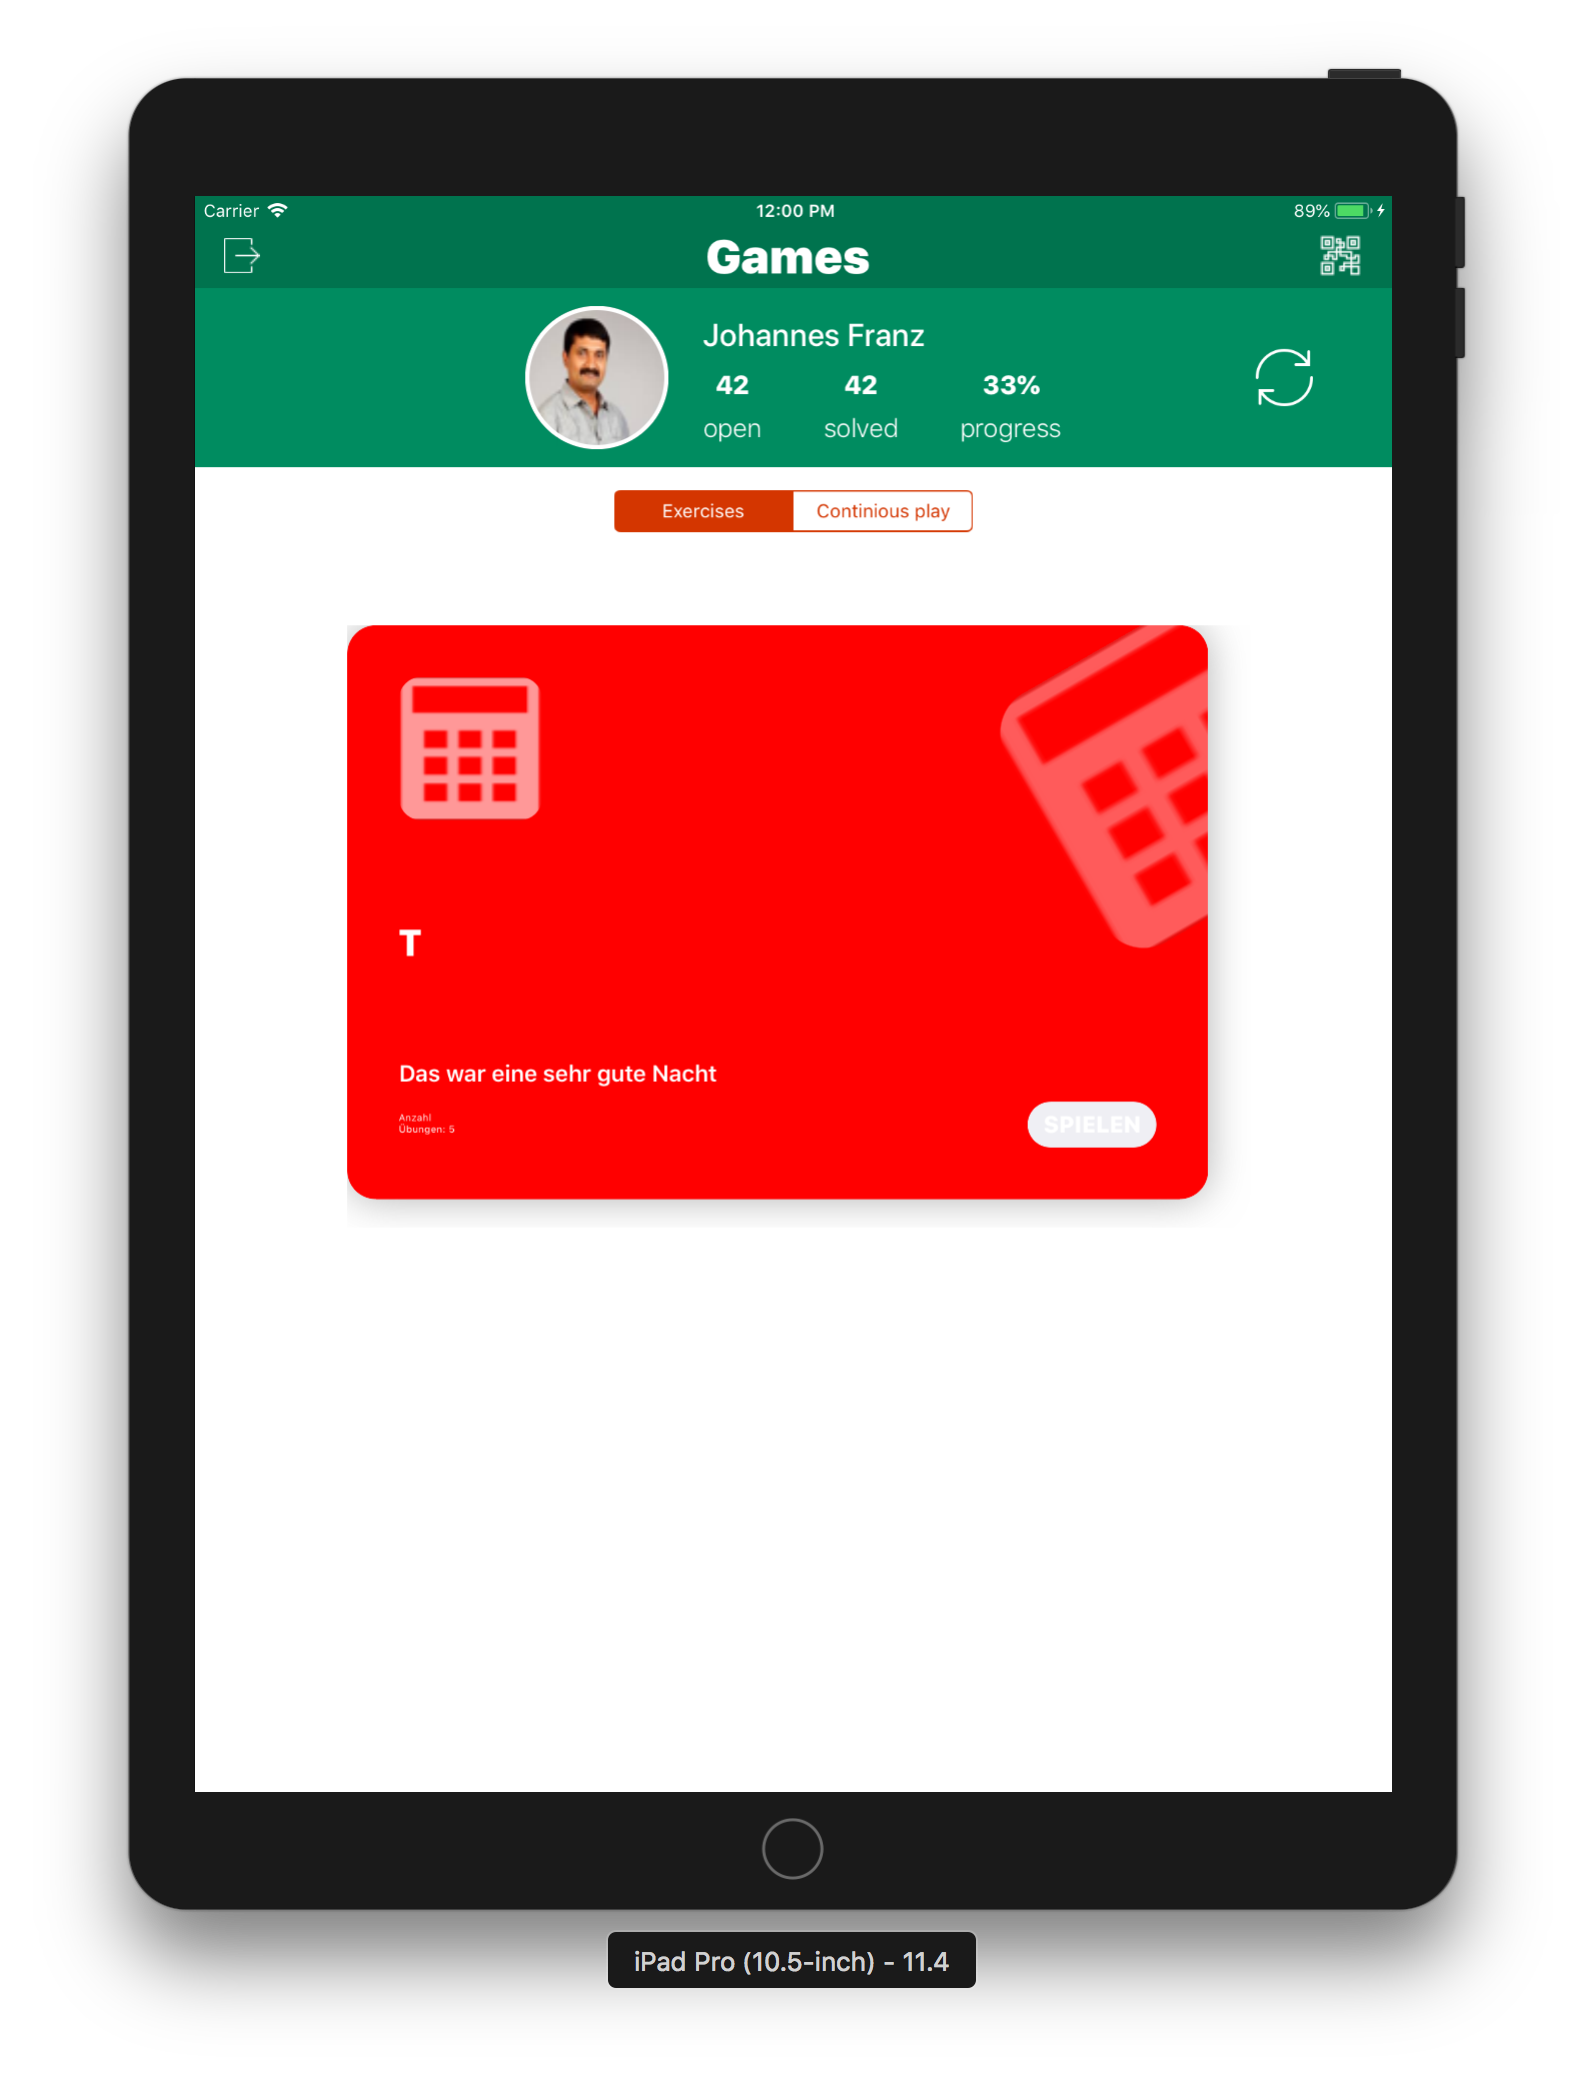 Carrier 12:00 PM 89%
Games
Johannes Franz
42 42 33%
open solved progress
Exercises Continious play
T
Das war eine sehr gute Nacht
Anzahl
Übungen: 5
SPIELEN
iPad Pro (10.5-inch) - 11.4